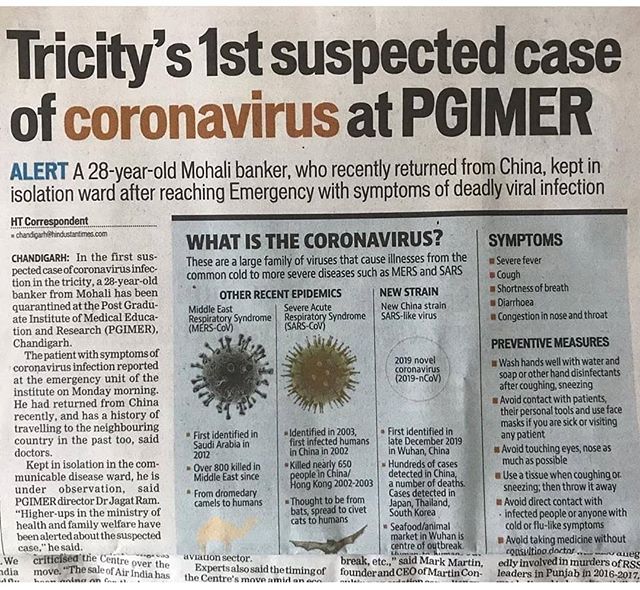 Tricity's 1st suspected case
of coronavirus at PGIMER
ALERT A 28-year-old Mohali banker, who recently returned from China, kept in
isolation ward after reaching Emergency with symptoms of deadly viral infection
HT Correspondent
chandigarh@hindustantimes.com
CHANDIGARH: In the first sus-
pected case of coronavirus infec-
tion in the tricity, a 28-year-old
banker from Mohali has been
quarantined at the Post Gradu-
ate Institute of Medical Educa-
tion and Research (PGIMER),
Chandigarh.
The patient with symptoms of
coronavirus infection reported
at the emergency unit of the
institute on Monday morning.
He had returned from China
recently, and has a history of
travelling to the neighbouring
country in the past too, said
doctors.
Kept in isolation in the com-
municable disease ward, he is
under observation, said
PGIMER director Dr Jagat Ram.
"Higher-ups in the ministry of
health and family welfare have
been alerted about the suspected
case," he said.
WHAT IS THE CORONAVIRUS?
These are a large family of viruses that cause illnesses from the
common cold to more severe diseases such as MERS and SARS
OTHER RECENT EPIDEMICS
Middle East
Respiratory Syndrome
(MERS-CoV)
First identified in
Saudi Arabia in
2012
Over 800 killed in
Middle East since
From dromedary
camels to humans
Severe Acute
Respiratory Syndrome
(SARS-CoV)
Identified in 2003,
first infected humans
in China in 2002
Killed nearly 650
people in China/
Hong Kong 2002-2003
Thought to be from
bats, spread to civet
cats to humans
NEW STRAIN
New China strain
SARS-like virus
2019 novel
coronavirus
(2019-nCoV)
First identified in
late December 2019
in Wuhan, China
Hundreds of cases
detected in China,
a number of deaths.
Cases detected in
Japan, Thailand,
South Korea
Seafood/animal
market in Wuhan is
centre of outbreak
SYMPTOMS
Severe fever
Cough
Shortness of breath
Diarrhoea
Congestion in nose and throat
PREVENTIVE MEASURES
Wash hands well with water and
soap or other hand disinfectants
after coughing, sneezing
Avoid contact with patients,
their personal tools and use face
masks if you are sick or visiting
any patient
Avoid touching eyes, nose as
much as possible
Use a tissue when coughing or
sneezing; then throw it away
Avoid direct contact with
infected people or anyone with
cold or flu-like symptoms
Avoid taking medicine without
consulting doctor
We
criticised the Centre over the
move. "The sale of Air India has
aviation sector.
Experts also said the timing of
the Centre's move amid an
break, etc.," said Mark Martin,
founder and CEO of Martin Con-
edly involved in murders of RSS
leaders in Punjab in 2016-2017.